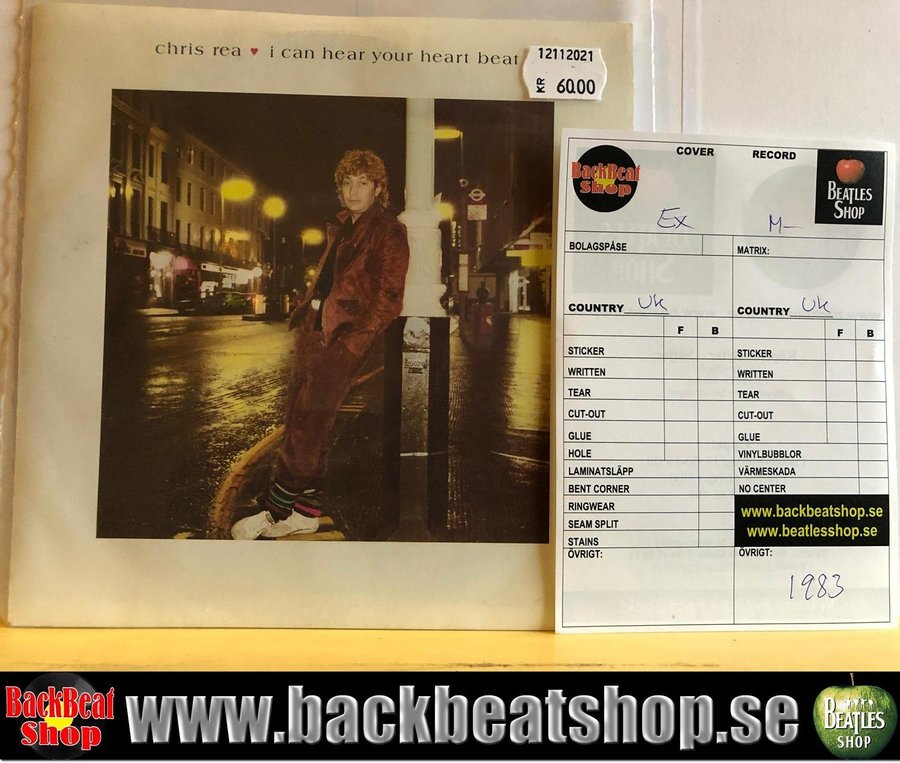 chris rea ♥ i can hear your heart beat
12112021
KR 60.00
BackBeat
Shop
COVER
RECORD
BEATLES
SHOP
Ex
M-
BOLAGSPÅSE
MATRIX:
COUNTRY Uk
COUNTRY Uk
F B
F B
STICKER
STICKER
WRITTEN
WRITTEN
TEAR
TEAR
CUT-OUT
CUT-OUT
GLUE
GLUE
HOLE
VINYLBUBBLOR
LAMINATSLÄPP
VÄRMESKADA
BENT CORNER
NO CENTER
RINGWEAR
www.backbeatshop.se
SEAM SPLIT
www.beatlesshop.se
STAINS
ÖVRIGT:
ÖVRIGT:
1983
BackBeat
Shop
www.backbeatshop.se
BEATLES
SHOP